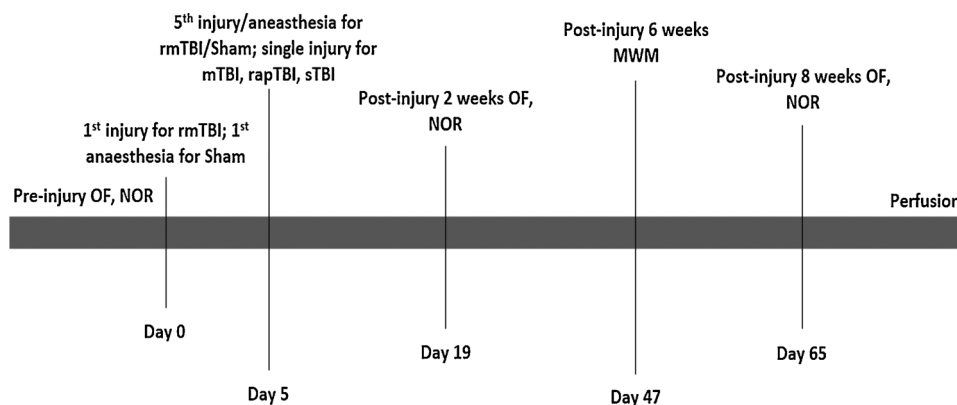 5th injury/aneasthesia for
rmTBI/Sham; single injury for
mTBI, rapTBI, sTBI
Post-injury 6 weeks
MWM
Post-injury 2 weeks OF,
NOR
Post-injury 8 weeks OF,
NOR
1st injury for rmTBI; 1st
anaesthesia for Sham
Pre-injury OF, NOR
Perfusion
Day 0
Day 5
Day 19
Day 47
Day 65